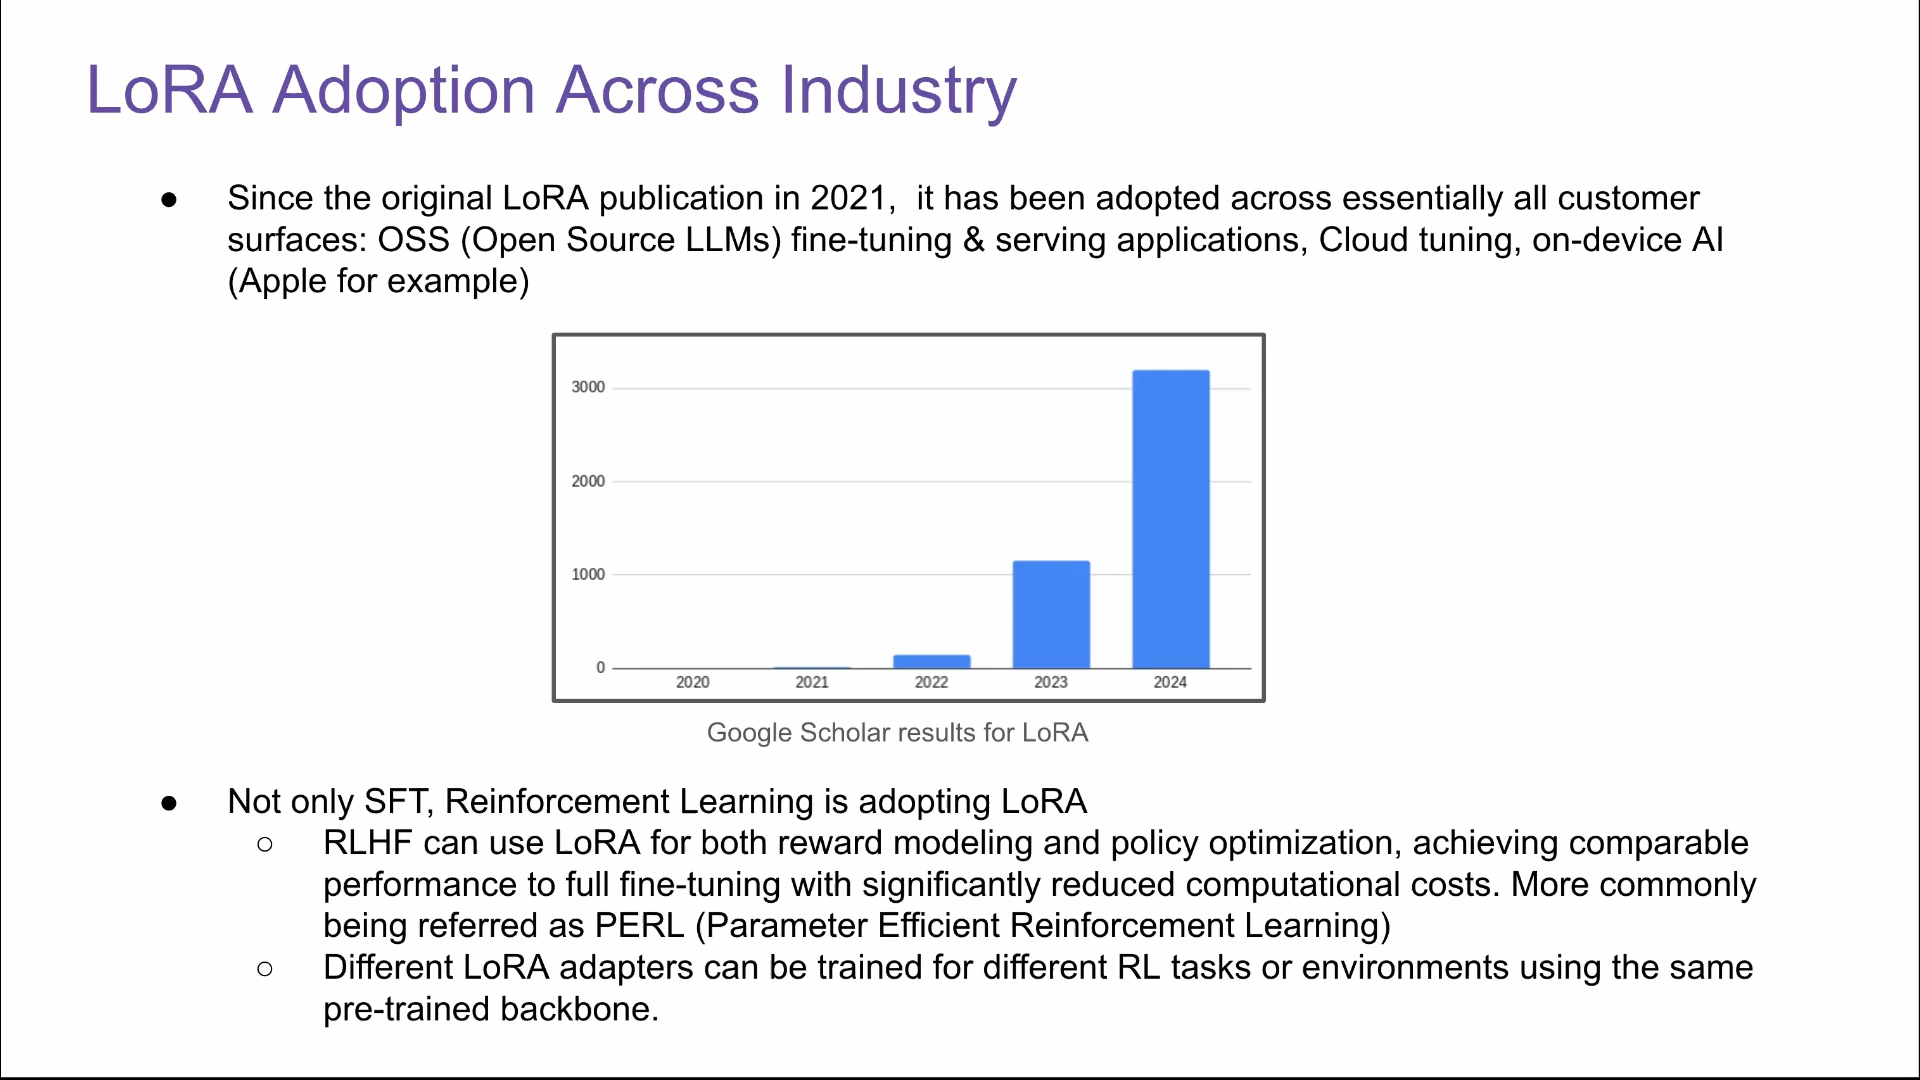 LoRA Adoption Across Industry
● Since the original LoRA publication in 2021,  it has been adopted across essentially all customer
surfaces: OSS (Open Source LLMs) fine-tuning & serving applications, Cloud tuning, on-device AI
(Apple for example)
3000
2000
1000
0
2020 2021 2022 2023 2024
Google Scholar results for LoRA
● Not only SFT, Reinforcement Learning is adopting LoRA
○ RLHF can use LoRA for both reward modeling and policy optimization, achieving comparable
performance to full fine-tuning with significantly reduced computational costs. More commonly
being referred as PERL (Parameter Efficient Reinforcement Learning)
○ Different LoRA adapters can be trained for different RL tasks or environments using the same
pre-trained backbone.